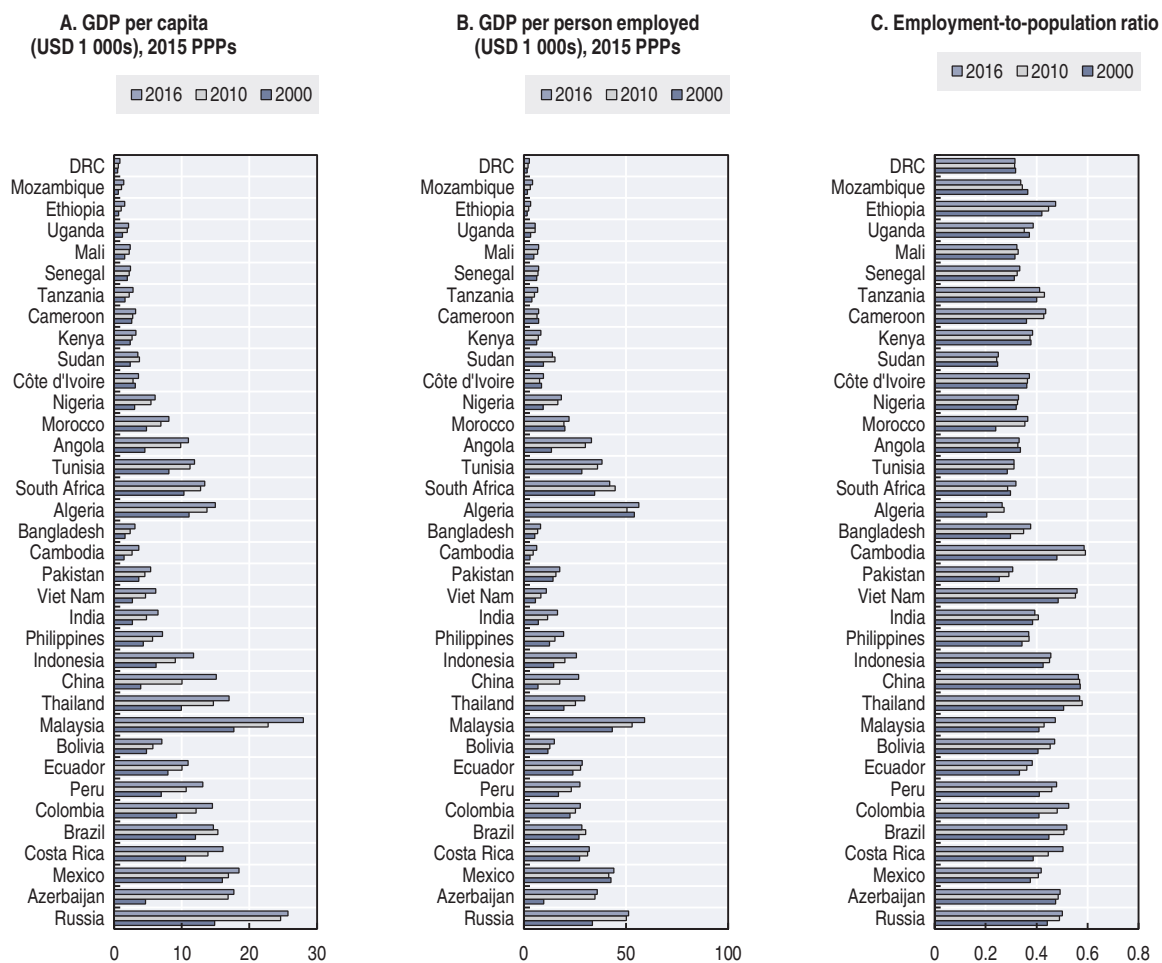 A. GDP per capita
(USD 1 000s), 2015 PPPs
2016 2010 2000
DRC
Mozambique
Ethiopia
Uganda
Mali
Senegal
Tanzania
Cameroon
Kenya
Sudan
Côte d'Ivoire
Nigeria
Morocco
Angola
Tunisia
South Africa
Algeria
Bangladesh
Cambodia
Pakistan
Viet Nam
India
Philippines
Indonesia
China
Thailand
Malaysia
Bolivia
Ecuador
Peru
Colombia
Brazil
Costa Rica
Mexico
Azerbaijan
Russia
0 10 20 30
B. GDP per person employed
(USD 1 000s), 2015 PPPs
2016 2010 2000
DRC
Mozambique
Ethiopia
Uganda
Mali
Senegal
Tanzania
Cameroon
Kenya
Sudan
Côte d'Ivoire
Nigeria
Morocco
Angola
Tunisia
South Africa
Algeria
Bangladesh
Cambodia
Pakistan
Viet Nam
India
Philippines
Indonesia
China
Thailand
Malaysia
Bolivia
Ecuador
Peru
Colombia
Brazil
Costa Rica
Mexico
Azerbaijan
Russia
0 50 100
C. Employment-to-population ratio
2016 2010 2000
DRC
Mozambique
Ethiopia
Uganda
Mali
Senegal
Tanzania
Cameroon
Kenya
Sudan
Côte d'Ivoire
Nigeria
Morocco
Angola
Tunisia
South Africa
Algeria
Bangladesh
Cambodia
Pakistan
Viet Nam
India
Philippines
Indonesia
China
Thailand
Malaysia
Bolivia
Ecuador
Peru
Colombia
Brazil
Costa Rica
Mexico
Azerbaijan
Russia
0 0.2 0.4 0.6 0.8